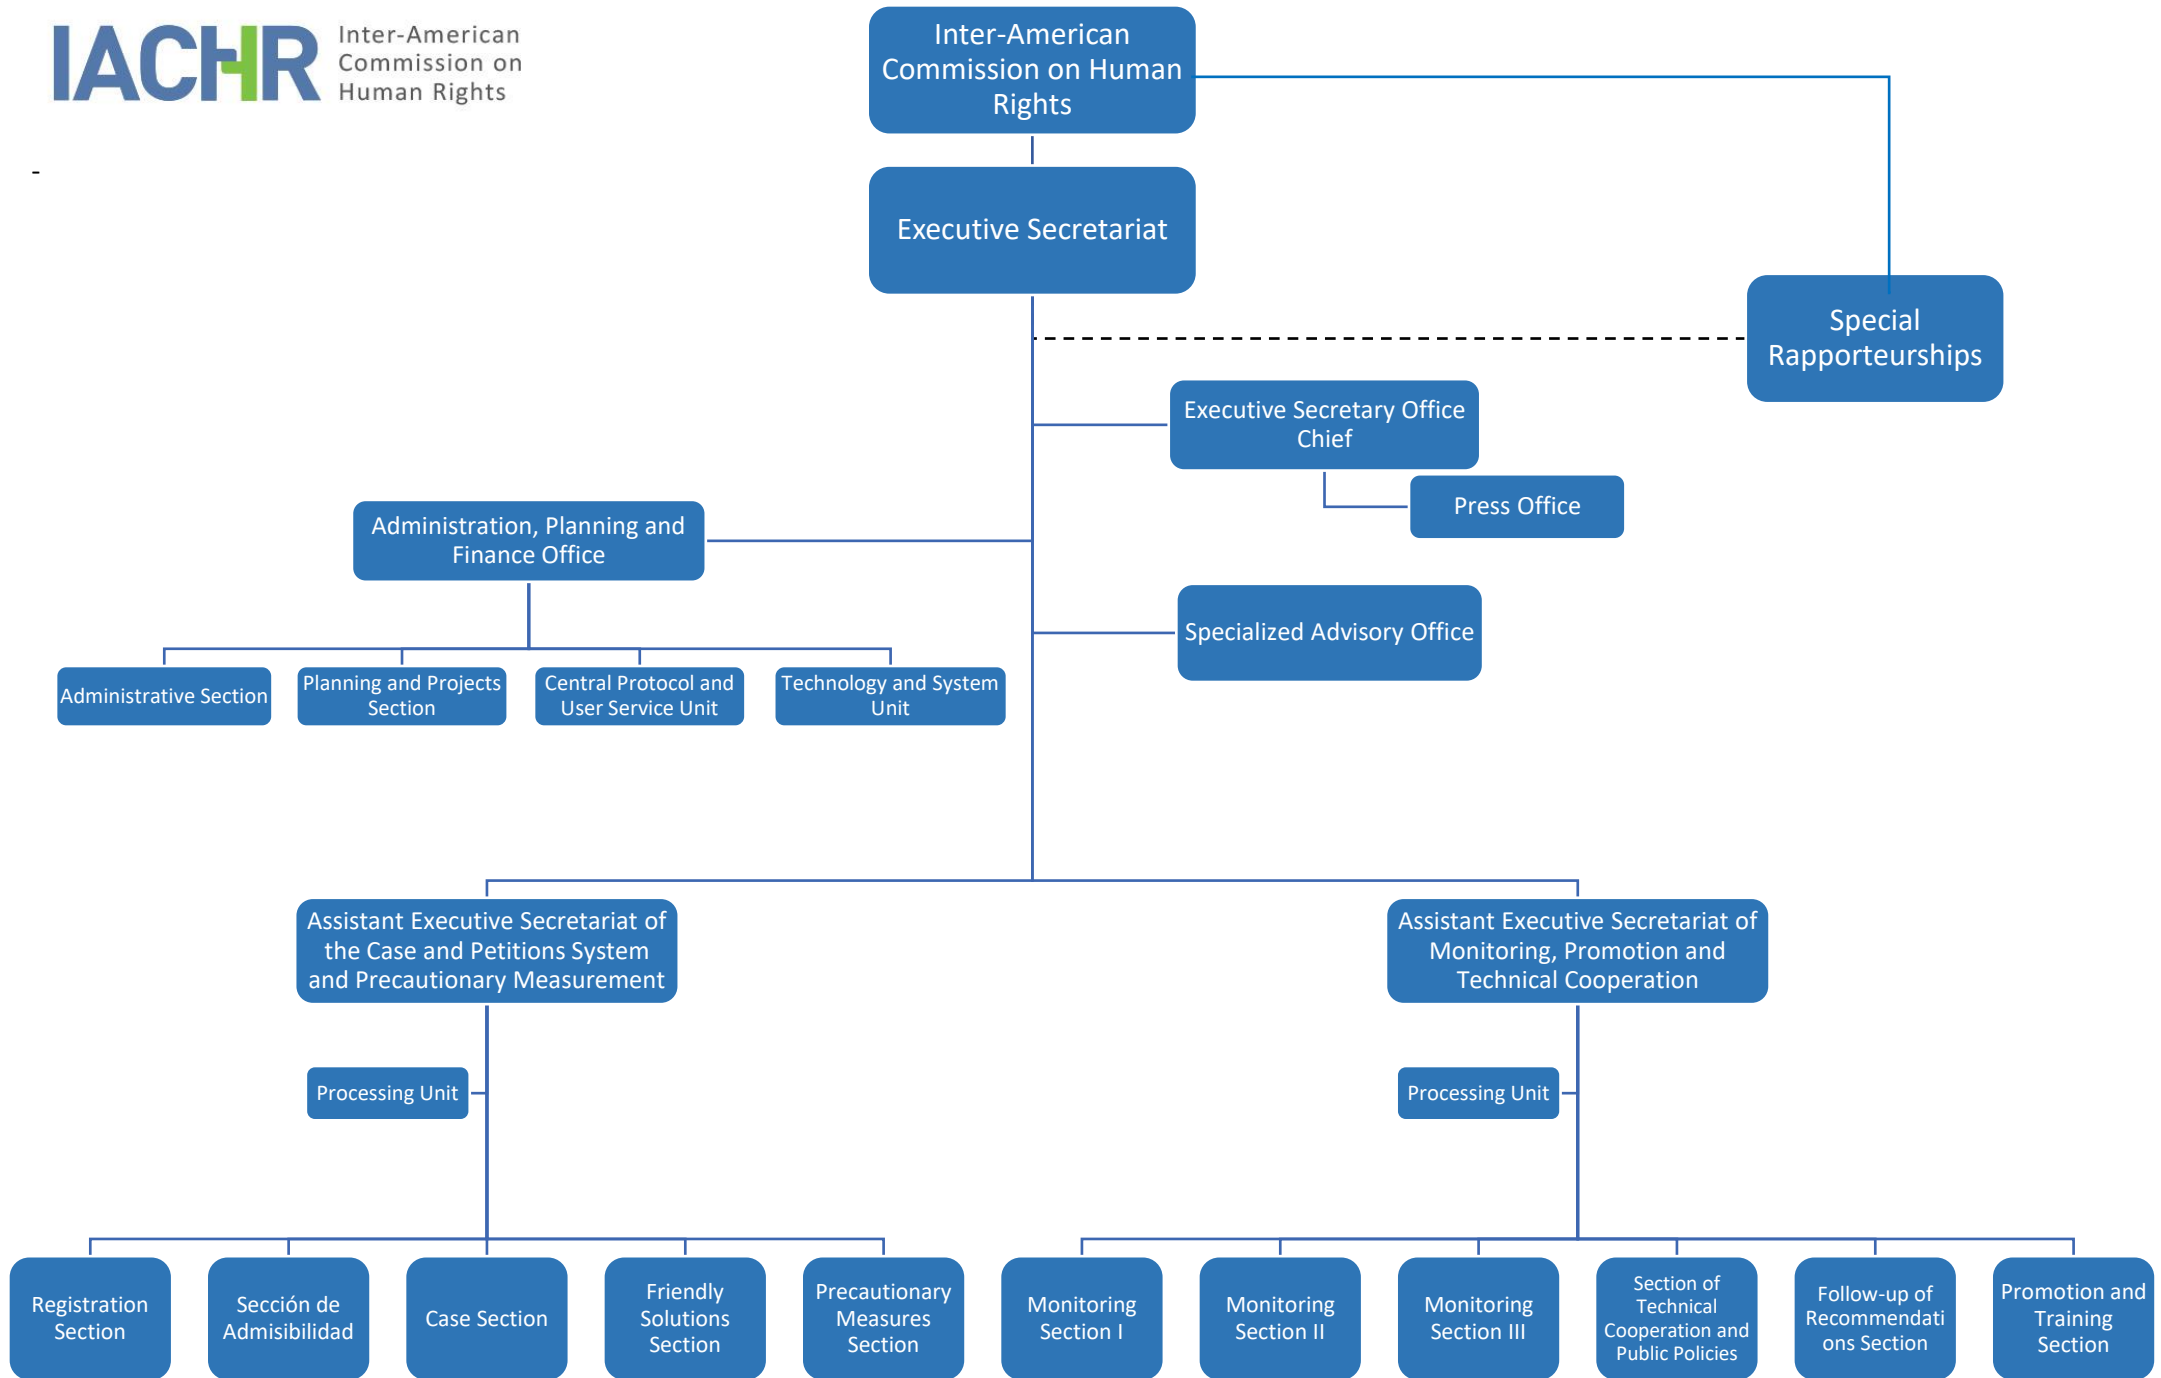 IACHR
Inter-American
Commission on
Human Rights
-
Inter-American
Commission on Human
Rights
Executive Secretariat
Special
Rapporteurships
Executive Secretary Office
Chief
Press Office
Administration, Planning and
Finance Office
Specialized Advisory Office
Administrative Section
Planning and Projects
Section
Central Protocol and
User Service Unit
Technology and System
Unit
Assistant Executive Secretariat of
the Case and Petitions System
and Precautionary Measurement
Assistant Executive Secretariat of
Monitoring, Promotion and
Technical Cooperation
Processing Unit
Processing Unit
Registration
Section
Sección de
Admisibilidad
Case Section
Friendly
Solutions
Section
Precautionary
Measures
Section
Monitoring
Section I
Monitoring
Section II
Monitoring
Section III
Section of
Technical
Cooperation and
Public Policies
Follow-up of
Recommendati
ons Section
Promotion and
Training
Section